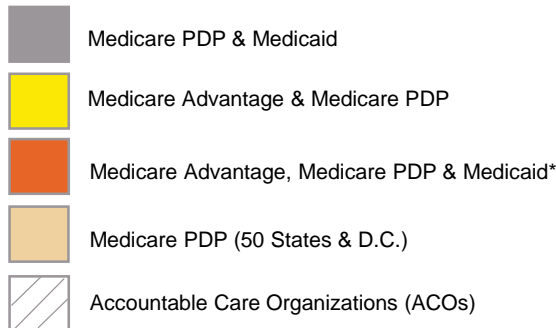 Medicare PDP & Medicaid
Medicare Advantage & Medicare PDP
Medicare Advantage, Medicare PDP & Medicaid*
Medicare PDP (50 States & D.C.)
Accountable Care Organizations (ACOs)